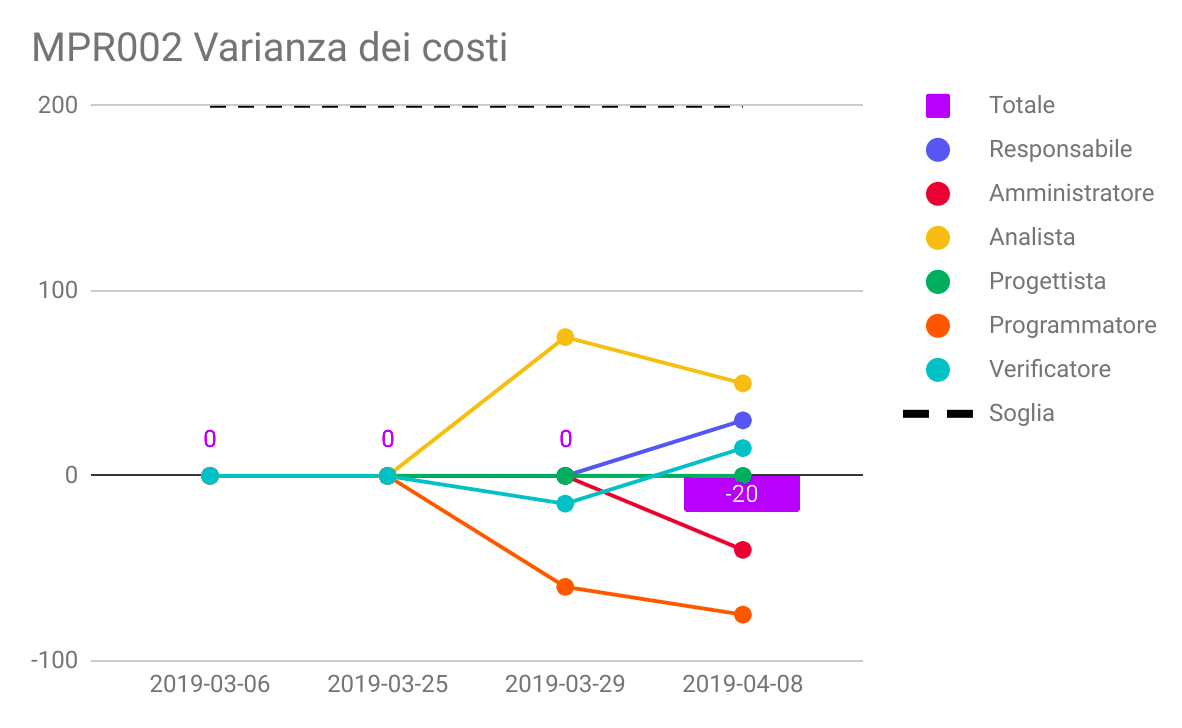 MPR002 Varianza dei costi
200
100
0
-100
0
0
0
-20
2019-03-06
2019-03-25
2019-03-29
2019-04-08
Totale
Responsabile
Amministratore
Analista
Progettista
Programmatore
Verificatore
Soglia